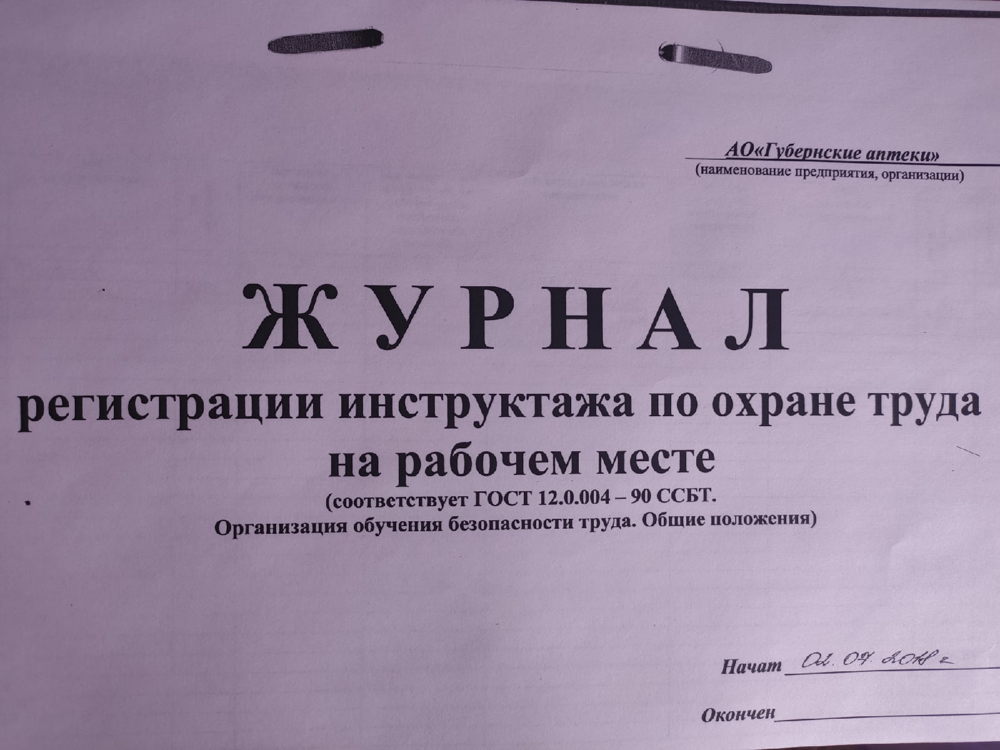 АО«Губернские аптеки»
(наименование предприятия, организации)
Ж У Р Н А Л
регистрации инструктажа по охране труда
на рабочем месте
(соответствует ГОСТ 12.0.004 – 90 ССБТ.
Организация обучения безопасности труда. Общие положения)
Начат 02.07.2018 г
Окончен